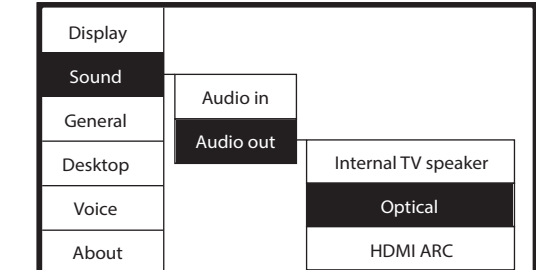 Display
Sound
General
Desktop
Voice
About
Audio in
Audio out
Internal TV speaker
Optical
HDMI ARC